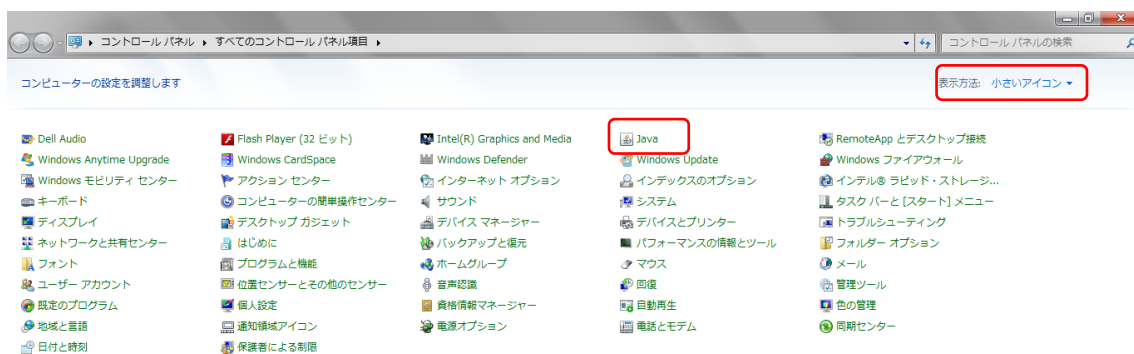 コントロール パネル ▸ すべてのコントロール パネル項目 ▸
コントロール パネルの検索
コンピューターの設定を調整します
表示方法: 小さいアイコン
Dell Audio
Flash Player (32 ビット)
Intel(R) Graphics and Media
Java
RemoteApp とデスクトップ接続
Windows Anytime Upgrade
Windows CardSpace
Windows Defender
Windows Update
Windows ファイアウォール
Windows モビリティ センター
アクション センター
インターネット オプション
インデックスのオプション
インテル® ラピッド・ストレージ...
キーボード
コンピューターの簡単操作センター
サウンド
システム
タスク バーと [スタート] メニュー
ディスプレイ
デスクトップ ガジェット
デバイス マネージャー
デバイスとプリンター
トラブルシューティング
ネットワークと共有センター
はじめに
バックアップと復元
パフォーマンスの情報とツール
フォルダー オプション
フォント
プログラムと機能
ホームグループ
マウス
メール
ユーザー アカウント
位置センサーとその他のセンサー
音声認識
回復
管理ツール
既定のプログラム
個人設定
資格情報マネージャー
自動再生
色の管理
地域と言語
通知領域アイコン
電源オプション
電話とモデム
同期センター
日付と時刻
保護者による制限